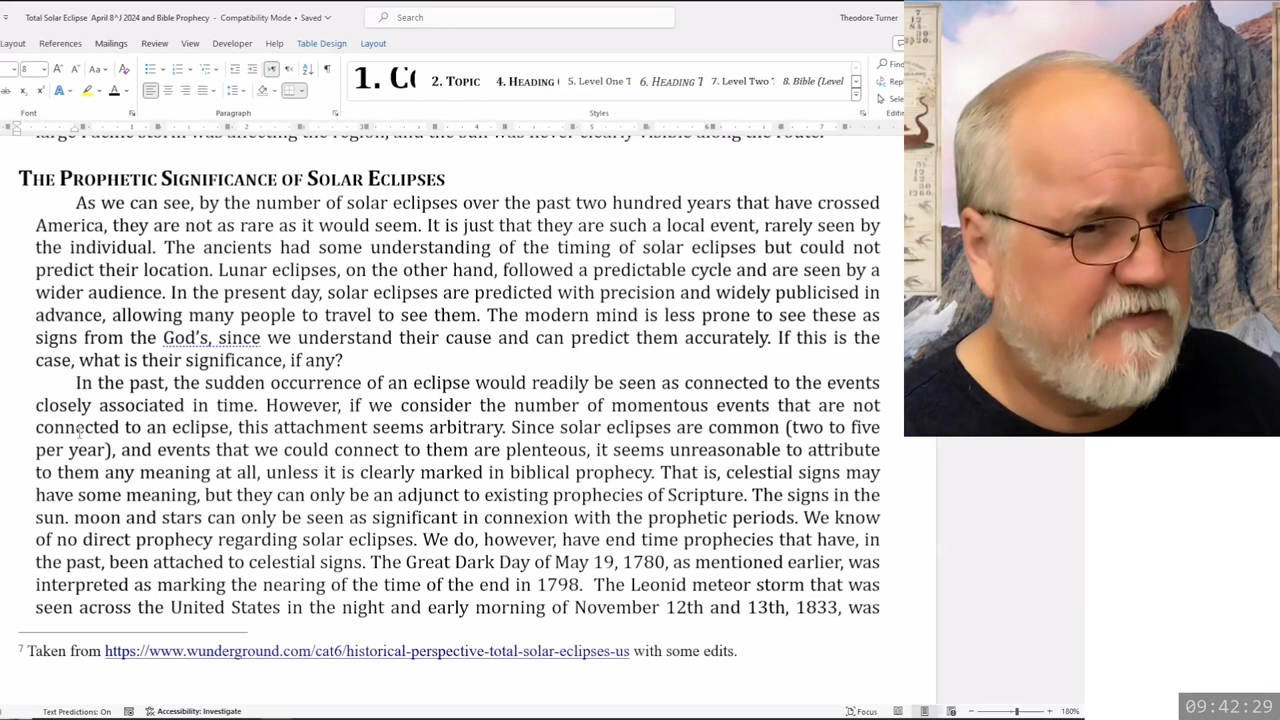 Total Solar Eclipse April 8^J 2024 and Bible Prophecy - Compatibility Mode • Saved
Search
Theodore Turner
Layout References Mailings Review View Developer Help Table Design Layout
8 A A Aa
1. CO 2. TOPIC 4. HEADING 5. Level One 6. HEADING 7. Level Two 8. Bible (Level
Font Paragraph Styles
1 1 2 3 4 5 6 7
THE PROPHETIC SIGNIFICANCE OF SOLAR ECLIPSES
As we can see, by the number of solar eclipses over the past two hundred years that have crossed
America, they are not as rare as it would seem. It is just that they are such a local event, rarely seen by
the individual. The ancients had some understanding of the timing of solar eclipses but could not
predict their location. Lunar eclipses, on the other hand, followed a predictable cycle and are seen by a
wider audience. In the present day, solar eclipses are predicted with precision and widely publicised in
advance, allowing many people to travel to see them. The modern mind is less prone to see these as
signs from the God's, since we understand their cause and can predict them accurately. If this is the
case, what is their significance, if any?
In the past, the sudden occurrence of an eclipse would readily be seen as connected to the events
closely associated in time. However, if we consider the number of momentous events that are not
connected to an eclipse, this attachment seems arbitrary. Since solar eclipses are common (two to five
per year), and events that we could connect to them are plenteous, it seems unreasonable to attribute
to them any meaning at all, unless it is clearly marked in biblical prophecy. That is, celestial signs may
have some meaning, but they can only be an adjunct to existing prophecies of Scripture. The signs in the
sun. moon and stars can only be seen as significant in connexion with the prophetic periods. We know
of no direct prophecy regarding solar eclipses. We do, however, have end time prophecies that have, in
the past, been attached to celestial signs. The Great Dark Day of May 19, 1780, as mentioned earlier, was
interpreted as marking the nearing of the time of the end in 1798. The Leonid meteor storm that was
seen across the United States in the night and early morning of November 12th and 13th, 1833, was
7 Taken from https://www.wunderground.com/cat6/historical-perspective-total-solar-eclipses-us with some edits.
Text Predictions: On Accessibility: Investigate Focus 180%
09:42:29